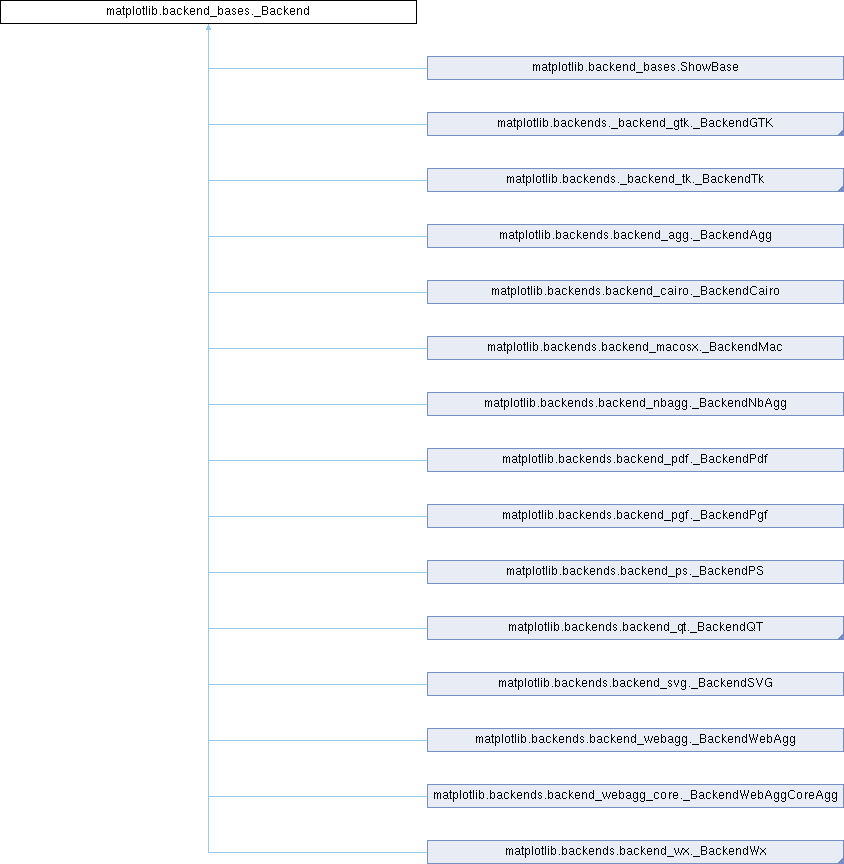 matplotlib.backend_bases._Backend
matplotlib.backend_bases.ShowBase
matplotlib.backends._backend_gtk._BackendGTK
matplotlib.backends._backend_tk._BackendTk
matplotlib.backends.backend_agg._BackendAgg
matplotlib.backends.backend_cairo._BackendCairo
matplotlib.backends.backend_macosx._BackendMac
matplotlib.backends.backend_nbagg._BackendNbAgg
matplotlib.backends.backend_pdf._BackendPdf
matplotlib.backends.backend_pgf._BackendPgf
matplotlib.backends.backend_ps._BackendPS
matplotlib.backends.backend_qt._BackendQT
matplotlib.backends.backend_svg._BackendSVG
matplotlib.backends.backend_webagg._BackendWebAgg
matplotlib.backends.backend_webagg_core._BackendWebAggCoreAgg
matplotlib.backends.backend_wx._BackendWx